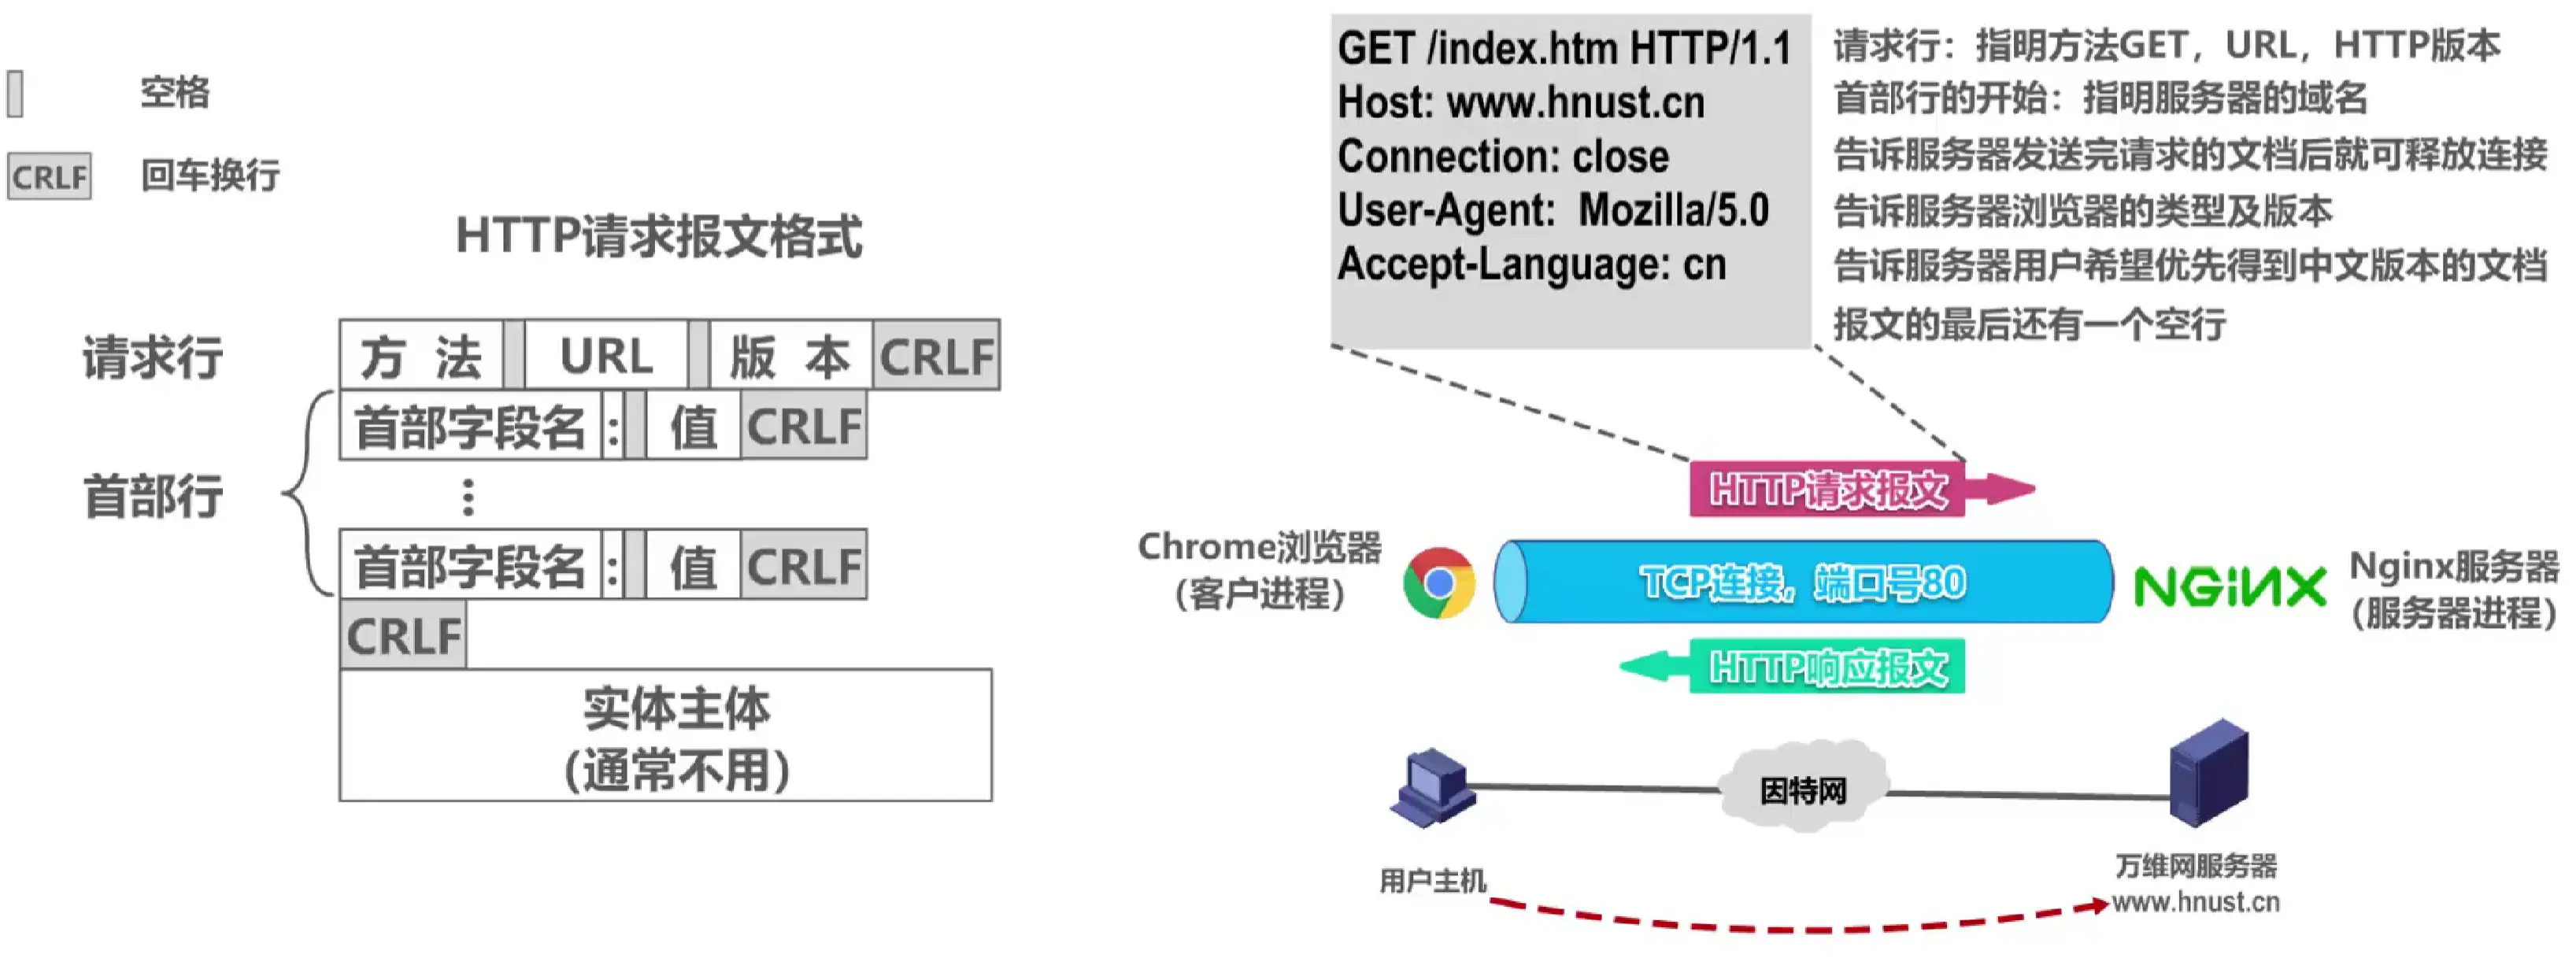 空格
CRLF 回车换行
HTTP请求报文格式
请求行 方 法 URL 版 本 CRLF
首部字段名 : 值 CRLF
首部行
⋮
首部字段名 : 值 CRLF
CRLF
实体主体
(通常不用)
GET /index.htm HTTP/1.1 请求行：指明方法GET，URL，HTTP版本
Host: www.hnust.cn 首部行的开始：指明服务器的域名
Connection: close 告诉服务器发送完请求的文档后就可释放连接
User-Agent: Mozilla/5.0 告诉服务器浏览器的类型及版本
Accept-Language: cn 告诉服务器用户希望优先得到中文版本的文档
报文的最后还有一个空行
HTTP请求报文
Chrome浏览器
(客户进程)
TCP连接，端口号80
NGINX
Nginx服务器
(服务器进程)
HTTP响应报文
因特网
用户主机
万维网服务器
www.hnust.cn